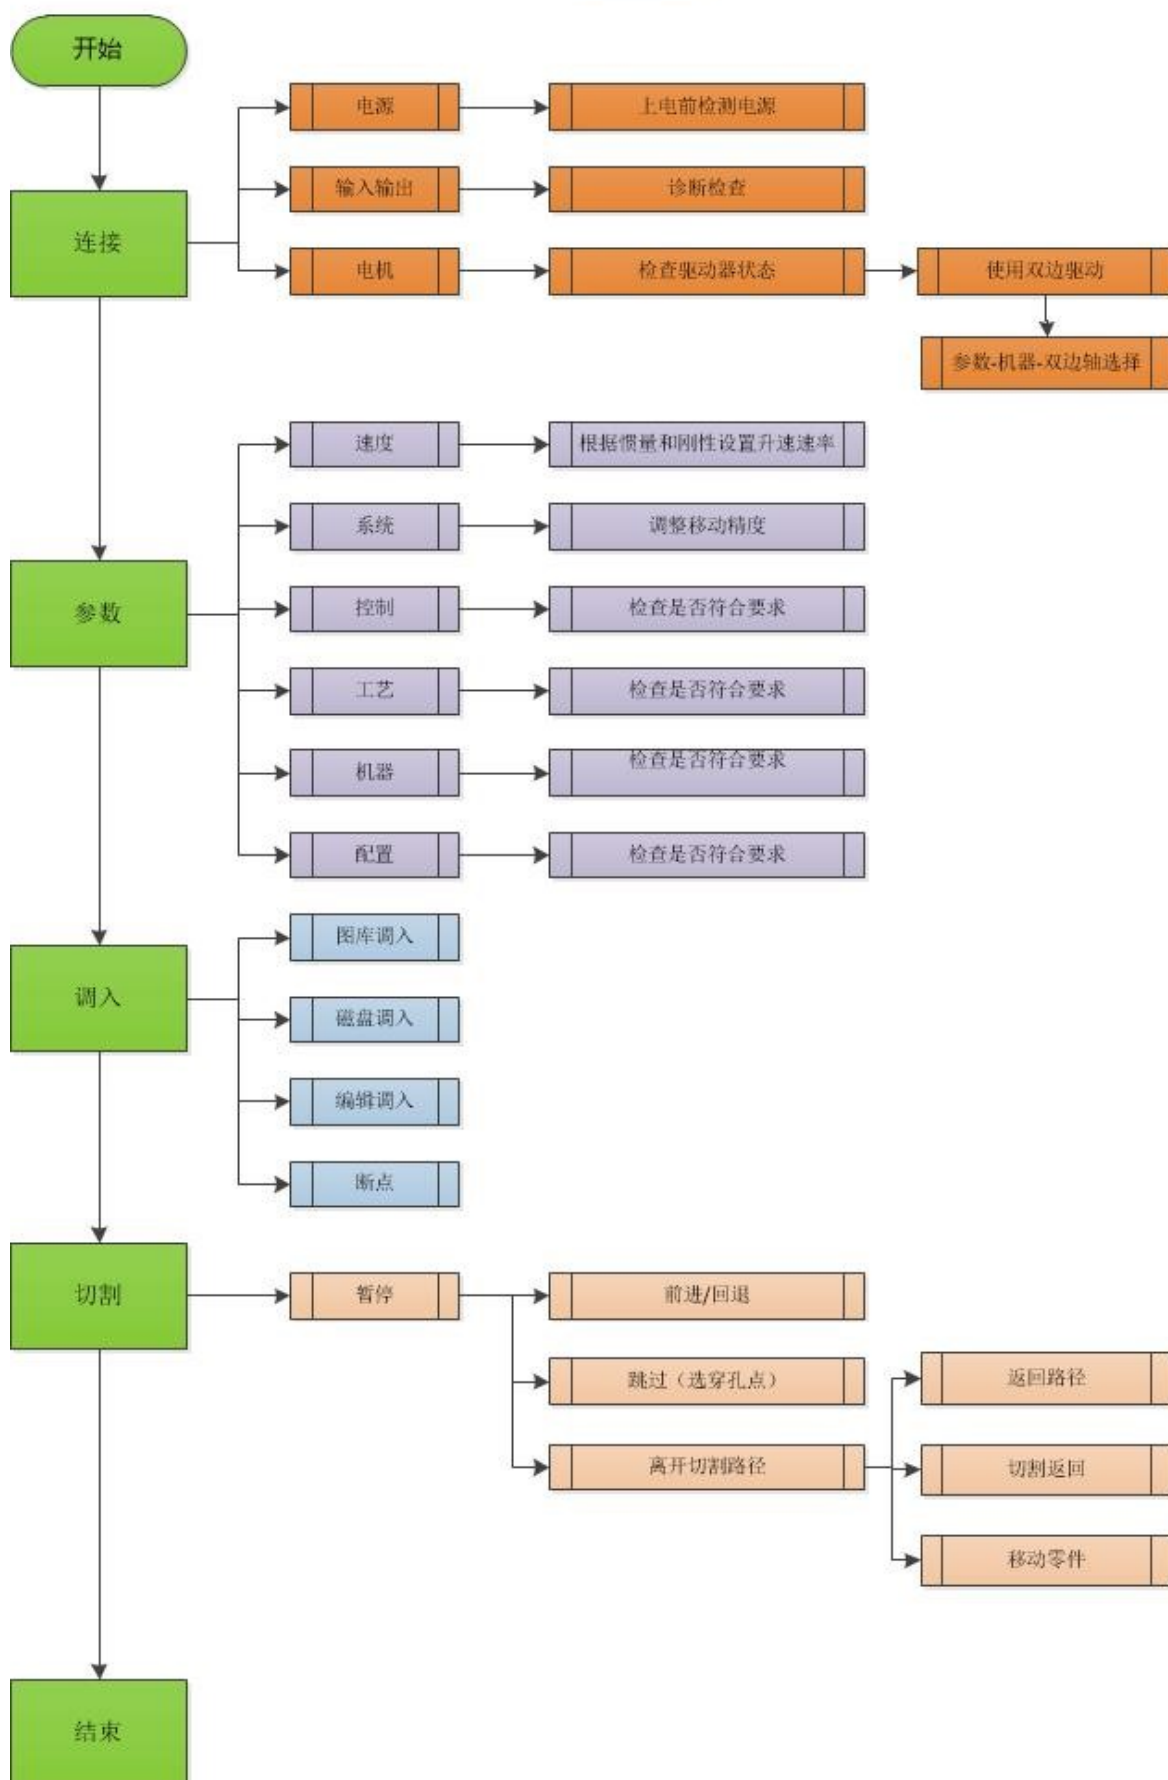 开始
电源
上电前检测电源
输入输出
诊断检查
连接
电机
检查驱动器状态
使用双边驱动
参数-机器-双边轴选择
速度
根据惯量和刚性设置升速速率
系统
调整移动精度
参数
控制
检查是否符合要求
工艺
检查是否符合要求
机器
检查是否符合要求
配置
检查是否符合要求
图库调入
调入
磁盘调入
编辑调入
断点
切割
暂停
前进/回退
跳过（选穿孔点）
返回路径
离开切割路径
切割返回
移动零件
结束